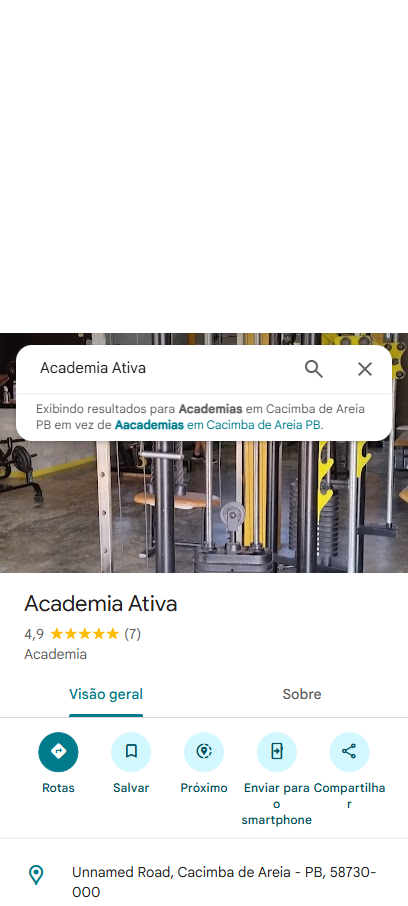 Academia Ativa
Exibindo resultados para Academias em Cacimba de Areia
PB em vez de Aacademias em Cacimba de Areia PB.
Academia Ativa
4,9 ★★★★★ (7)
Academia
Visão geral
Sobre
Rotas
Salvar
Próximo
Enviar para
o
smartphone
Compartilha
r
Unnamed Road, Cacimba de Areia - PB, 58730-
000